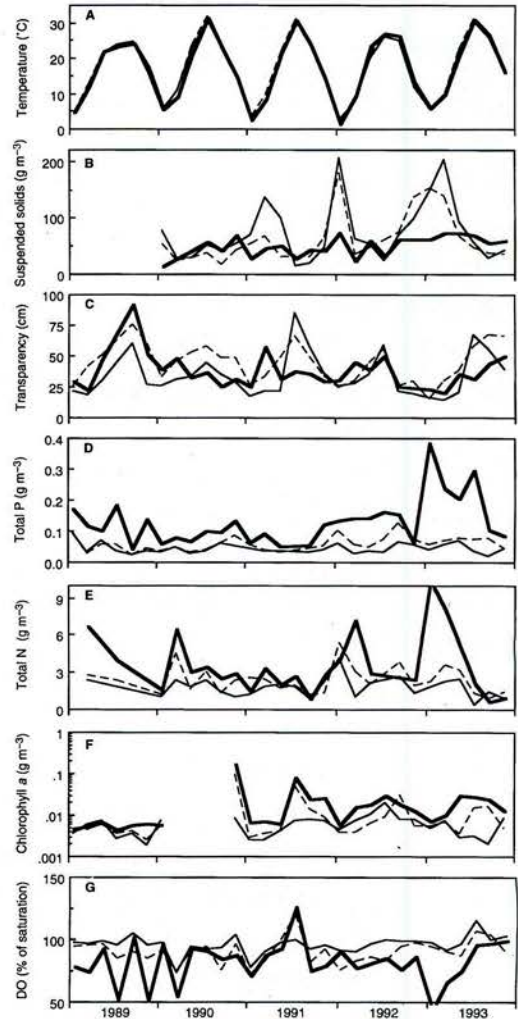 A
Temperature (°C)
30
20
10
0
B
Suspended solids (g m⁻³)
200
100
0
C
Transparency (cm)
100
75
50
25
0
D
Total P (g m⁻³)
0.4
0.3
0.2
0.1
0.0
E
Total N (g m⁻³)
9
6
3
0
F
Chlorophyll a (g m⁻³)
1
.1
.01
.001
G
DO (% of saturation)
150
100
50
1989 1990 1991 1992 1993